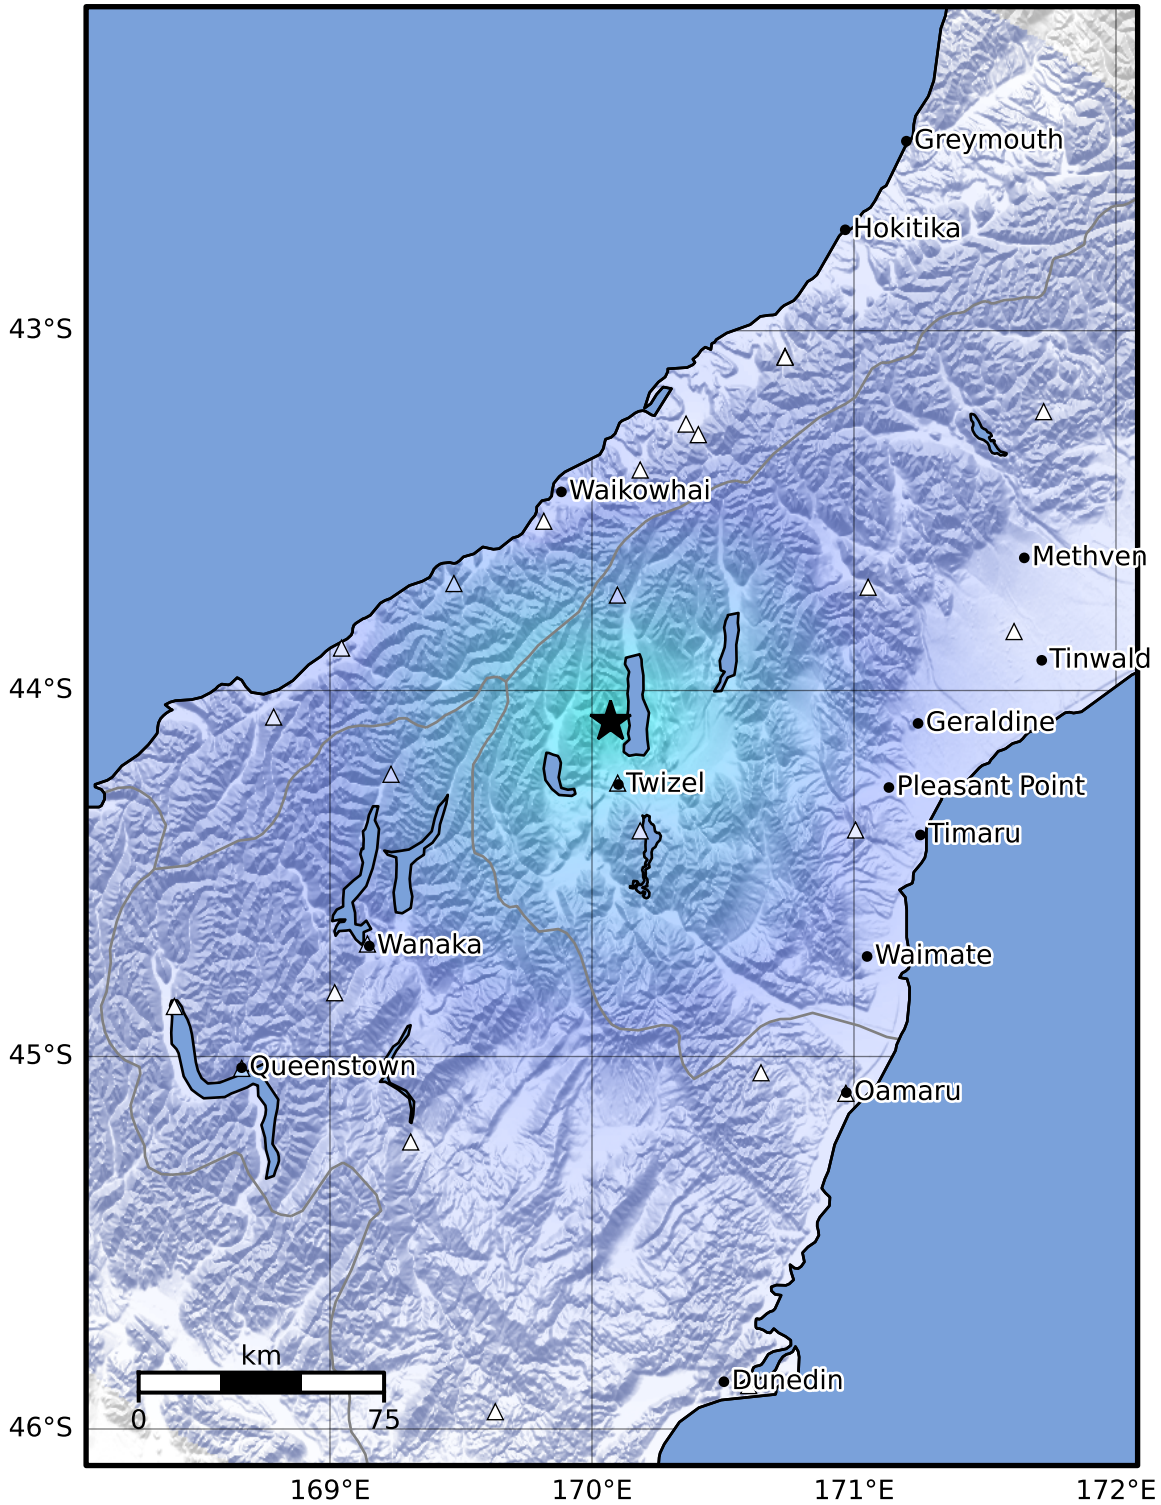 Greymouth
Hokitika
43°S
Waikowhai
Methven
Tinwald
44°S
Geraldine
Twizel
Pleasant Point
Timaru
Wanaka
Waimate
45°S
Queenstown
Oamaru
km
Dunedin
0 75
46°S
169°E 170°E 171°E 172°E